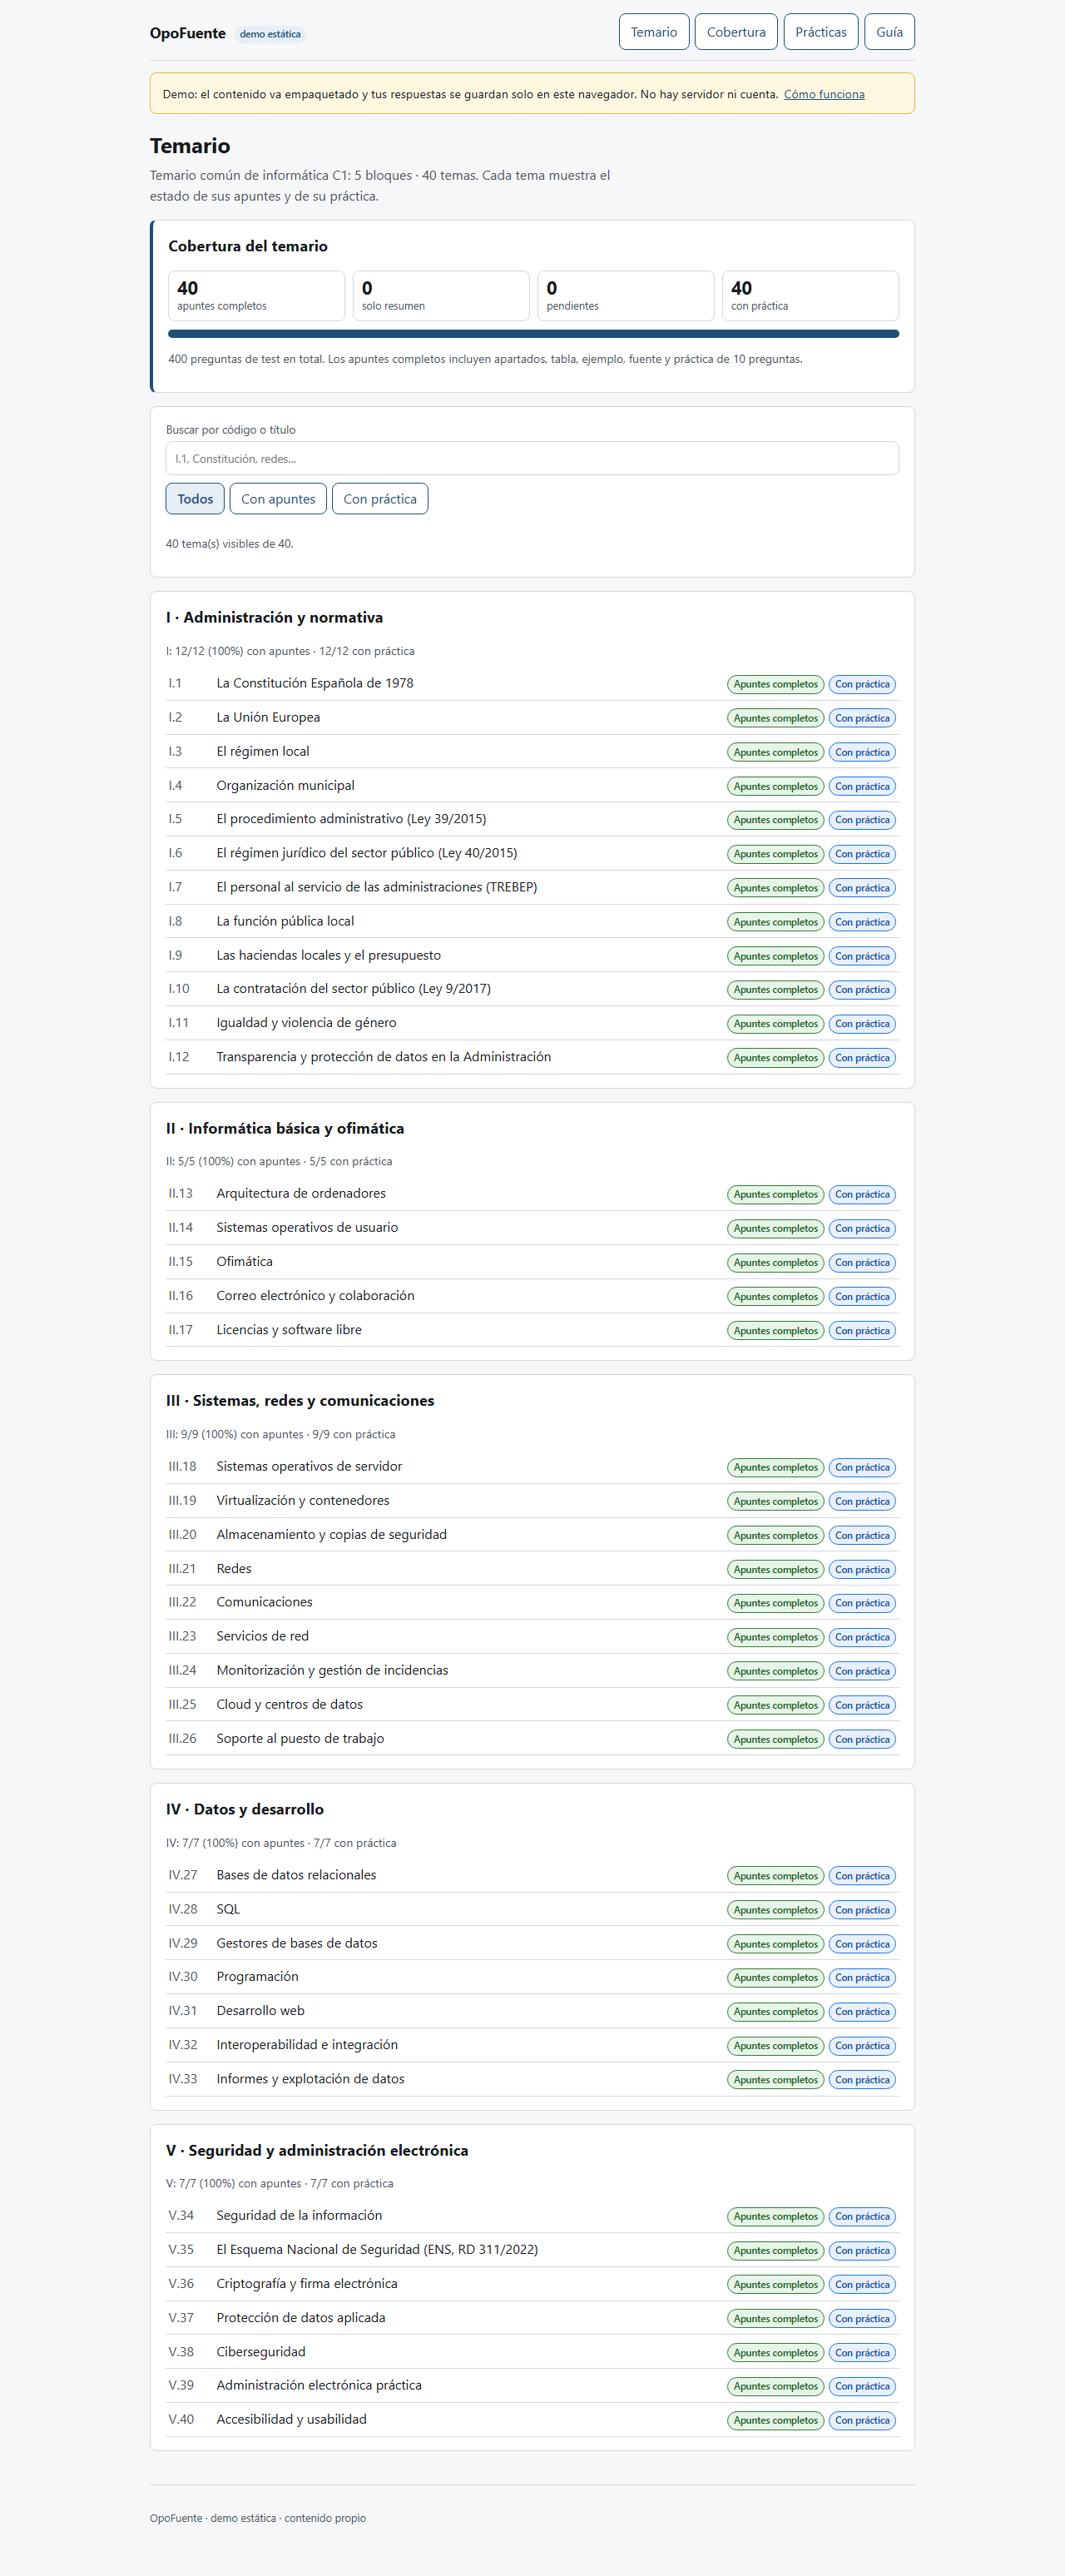 OpoFuente demo estática Temario Cobertura Prácticas Guía
Demo: el contenido va empaquetado y tus respuestas se guardan solo en este navegador. No hay servidor ni cuenta. Cómo funciona
Temario
Temario común de informática C1: 5 bloques · 40 temas. Cada tema muestra el
estado de sus apuntes y de su práctica.
Cobertura del temario
40 0 0 40
apuntes completos solo resumen pendientes con práctica
400 preguntas de test en total. Los apuntes completos incluyen apartados, tabla, ejemplo, fuente y práctica de 10 preguntas.
Buscar por código o título
I.1, Constitución, redes...
Todos Con apuntes Con práctica
40 tema(s) visibles de 40.
I · Administración y normativa
I: 12/12 (100%) con apuntes · 12/12 con práctica
I.1 La Constitución Española de 1978 Apuntes completos Con práctica
I.2 La Unión Europea Apuntes completos Con práctica
I.3 El régimen local Apuntes completos Con práctica
I.4 Organización municipal Apuntes completos Con práctica
I.5 El procedimiento administrativo (Ley 39/2015) Apuntes completos Con práctica
I.6 El régimen jurídico del sector público (Ley 40/2015) Apuntes completos Con práctica
I.7 El personal al servicio de las administraciones (TREBEP) Apuntes completos Con práctica
I.8 La función pública local Apuntes completos Con práctica
I.9 Las haciendas locales y el presupuesto Apuntes completos Con práctica
I.10 La contratación del sector público (Ley 9/2017) Apuntes completos Con práctica
I.11 Igualdad y violencia de género Apuntes completos Con práctica
I.12 Transparencia y protección de datos en la Administración Apuntes completos Con práctica
II · Informática básica y ofimática
II: 5/5 (100%) con apuntes · 5/5 con práctica
II.13 Arquitectura de ordenadores Apuntes completos Con práctica
II.14 Sistemas operativos de usuario Apuntes completos Con práctica
II.15 Ofimática Apuntes completos Con práctica
II.16 Correo electrónico y colaboración Apuntes completos Con práctica
II.17 Licencias y software libre Apuntes completos Con práctica
III · Sistemas, redes y comunicaciones
III: 9/9 (100%) con apuntes · 9/9 con práctica
III.18 Sistemas operativos de servidor Apuntes completos Con práctica
III.19 Virtualización y contenedores Apuntes completos Con práctica
III.20 Almacenamiento y copias de seguridad Apuntes completos Con práctica
III.21 Redes Apuntes completos Con práctica
III.22 Comunicaciones Apuntes completos Con práctica
III.23 Servicios de red Apuntes completos Con práctica
III.24 Monitorización y gestión de incidencias Apuntes completos Con práctica
III.25 Cloud y centros de datos Apuntes completos Con práctica
III.26 Soporte al puesto de trabajo Apuntes completos Con práctica
IV · Datos y desarrollo
IV: 7/7 (100%) con apuntes · 7/7 con práctica
IV.27 Bases de datos relacionales Apuntes completos Con práctica
IV.28 SQL Apuntes completos Con práctica
IV.29 Gestores de bases de datos Apuntes completos Con práctica
IV.30 Programación Apuntes completos Con práctica
IV.31 Desarrollo web Apuntes completos Con práctica
IV.32 Interoperabilidad e integración Apuntes completos Con práctica
IV.33 Informes y explotación de datos Apuntes completos Con práctica
V · Seguridad y administración electrónica
V: 7/7 (100%) con apuntes · 7/7 con práctica
V.34 Seguridad de la información Apuntes completos Con práctica
V.35 El Esquema Nacional de Seguridad (ENS, RD 311/2022) Apuntes completos Con práctica
V.36 Criptografía y firma electrónica Apuntes completos Con práctica
V.37 Protección de datos aplicada Apuntes completos Con práctica
V.38 Ciberseguridad Apuntes completos Con práctica
V.39 Administración electrónica práctica Apuntes completos Con práctica
V.40 Accesibilidad y usabilidad Apuntes completos Con práctica
OpoFuente · demo estática · contenido propio